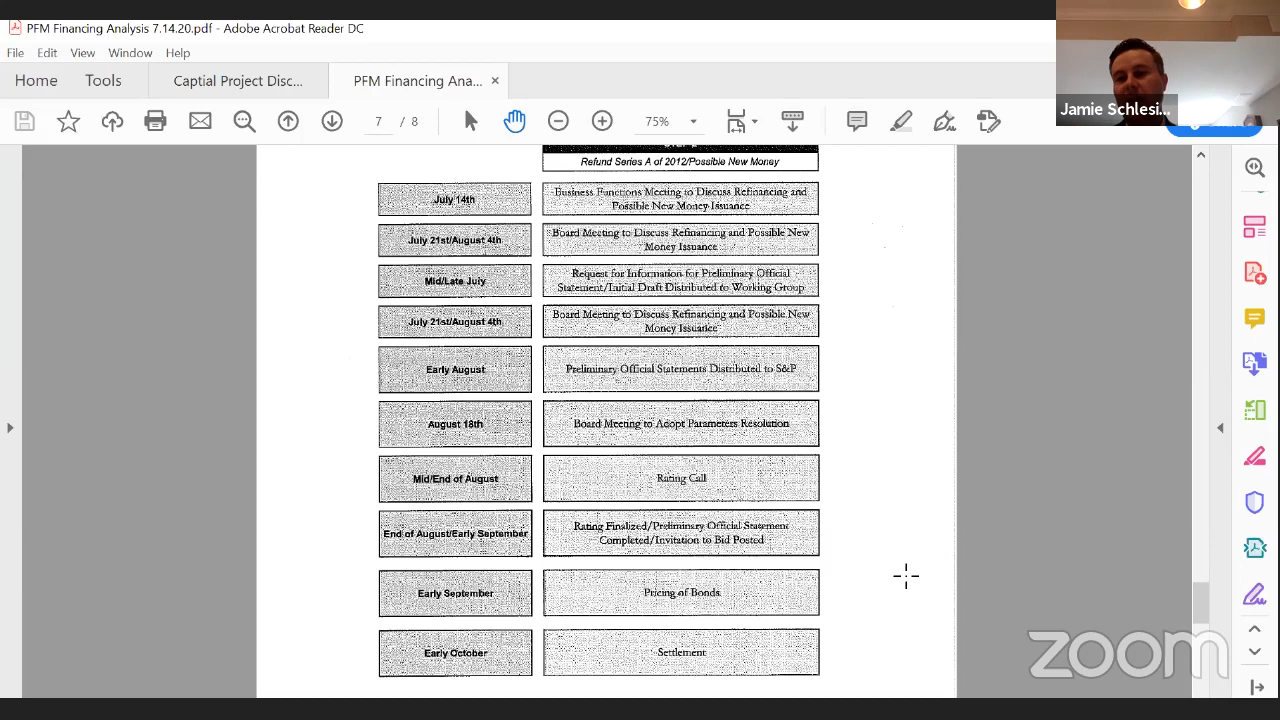 PFM Financing Analysis 7.14.20.pdf - Adobe Acrobat Reader DC
File Edit View Window Help
Home Tools Captial Project Disc... PFM Financing Ana... ×
7 / 8 75%
Jamie Schlesi...
Refund Series A of 2012/Possible New Money
July 14th
Business Functions Meeting to Discuss Refinancing and
Possible New Money Issuance
July 21st/August 4th
Board Meeting to Discuss Refinancing and Possible New
Money Issuance
Mid/Late July
Request for Information for Preliminary Official
Statement/Initial Draft Distributed to Working Group
July 21st/August 4th
Board Meeting to Discuss Refinancing and Possible New
Money Issuance
Early August
Preliminary Official Statements Distributed to S&P
August 18th
Board Meeting to Adopt Parameters Resolution
Mid/End of August
Rating Call
End of August/Early September
Rating Finalized/Preliminary Official Statement
Completed/Invitation to Bid Posted
Early September
Pricing of Bonds
Early October
Settlement
zoom